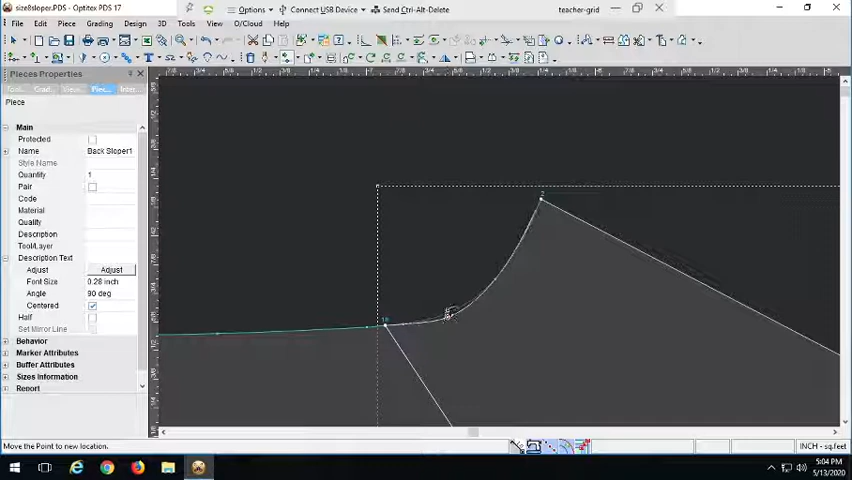 size8sloper.PDS - Optitex PDS 17
Options
Connect USB Device
Send Ctrl-Alt-Delete
teacher-grid
File Edit Piece Grading Design 3D Tools View O/Cloud Help
Pieces Properties
Piece
Main
Protected
Name Back Sloper1
Style Name
Quantity 1
Pair
Code
Material
Quality
Description
Tool/Layer
Description Text
Adjust Adjust
Font Size 0.28 inch
Angle 90 deg
Centered
Half
Set Mirror Line
Behavior
Marker Attributes
Buffer Attributes
Sizes Information
Report
2
Move the Point to new location.
INCH - sq.feet
5:04 PM
5/13/2020